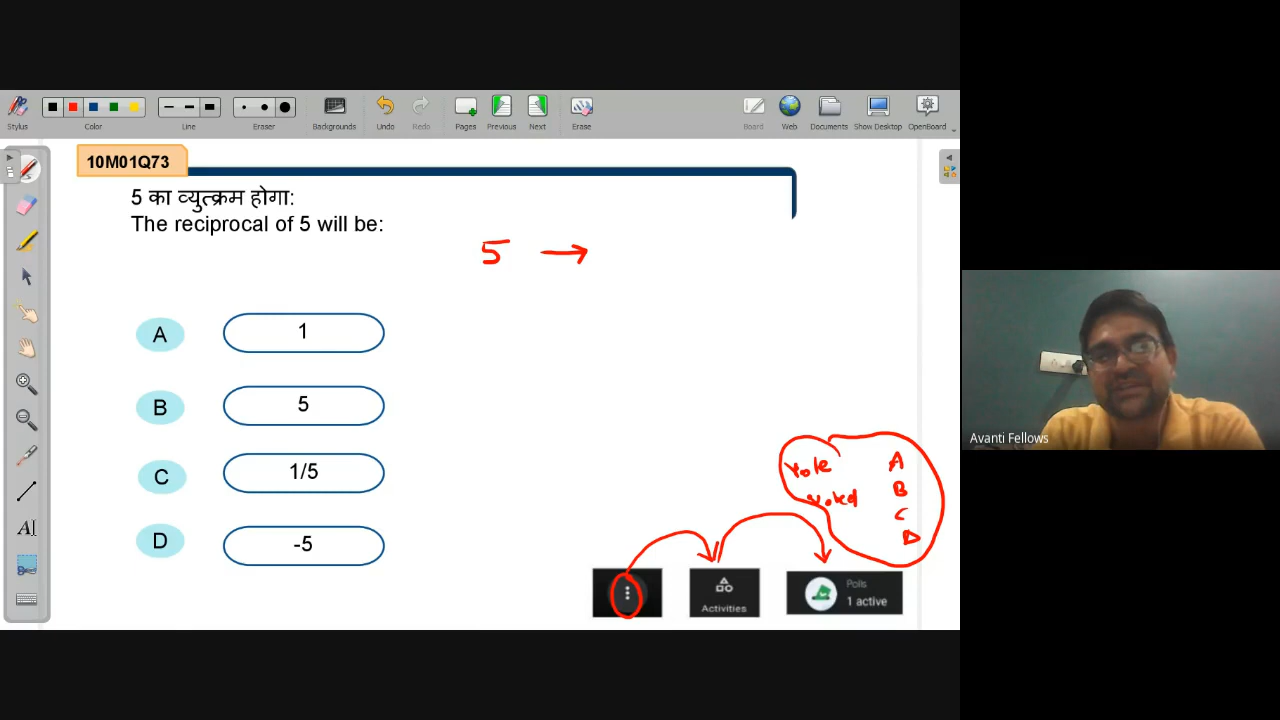 Stylus
Color
Line
Eraser
Backgrounds
Undo
Redo
Pages
Previous
Next
Erase
Board
Web
Documents
Show Desktop
OpenBoard
10M01Q73
5 का व्युत्क्रम होगा:
The reciprocal of 5 will be:
5 →
A 1
B 5
C 1/5
D -5
Vote A
Voted B
C
D
Activities
Polls
1 active
Avanti Fellows